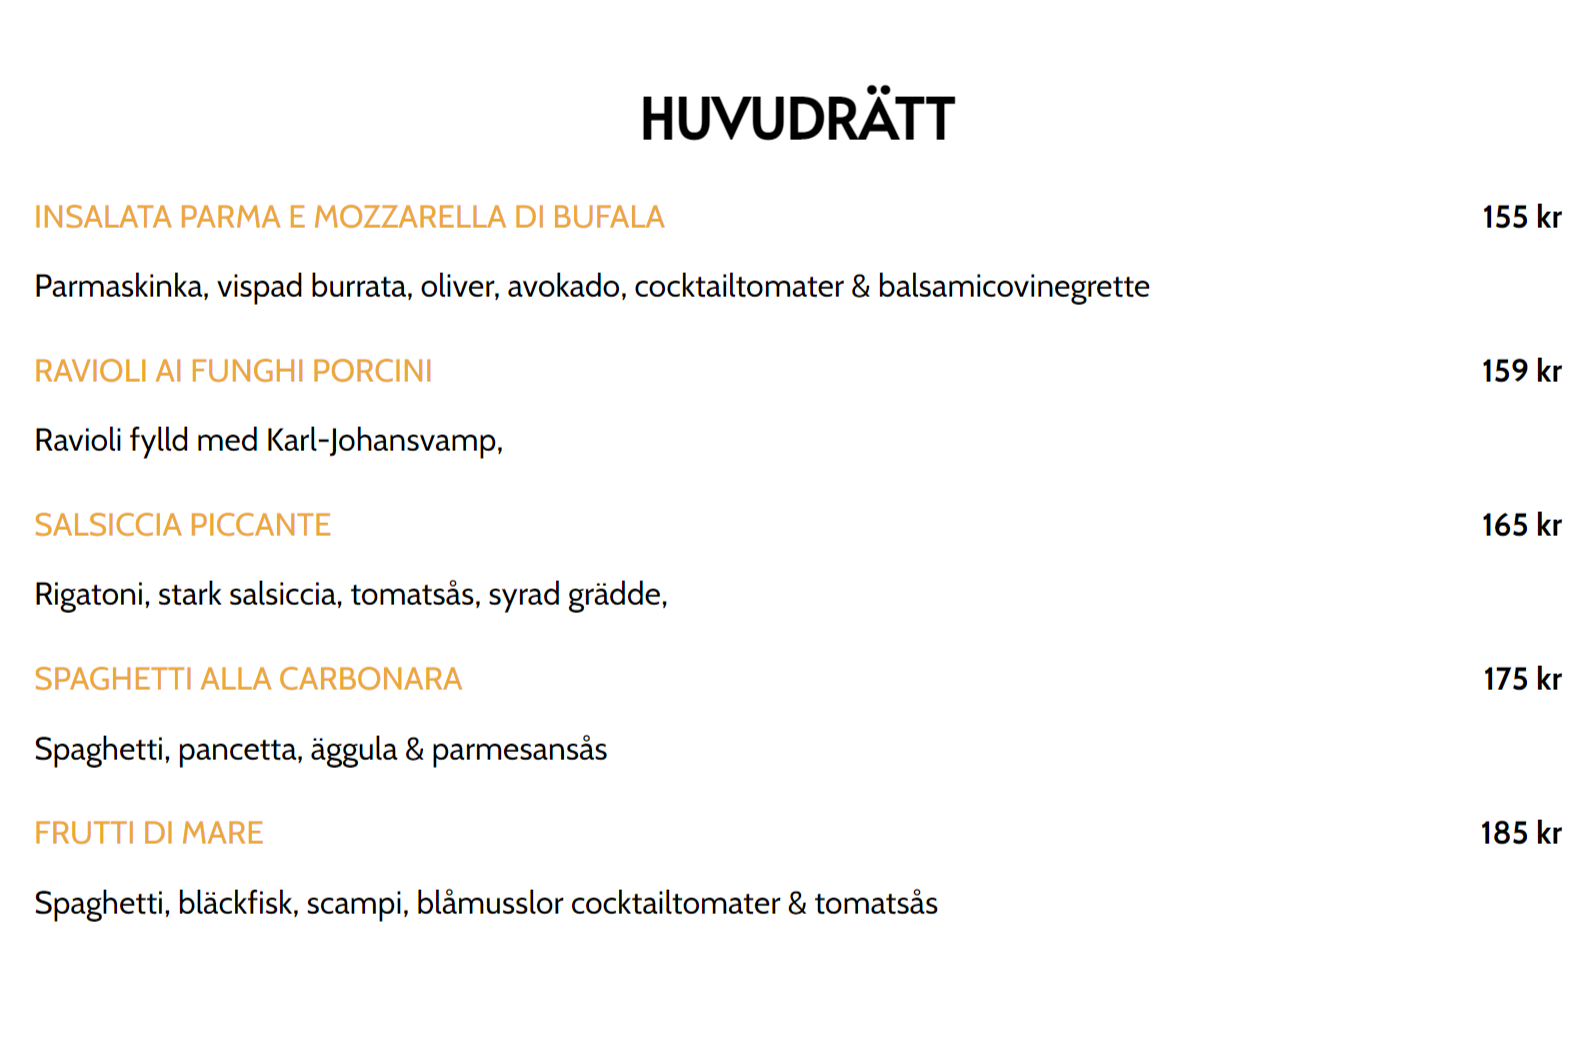 HUVUDRÄTT
INSALATA PARMA E MOZZARELLA DI BUFALA 155 kr
Parmaskinka, vispad burrata, oliver, avokado, cocktailtomater & balsamicovinegrette
RAVIOLI AI FUNGHI PORCINI 159 kr
Ravioli fylld med Karl-Johansvamp,
SALSICCIA PICCANTE 165 kr
Rigatoni, stark salsiccia, tomatsås, syrad grädde,
SPAGHETTI ALLA CARBONARA 175 kr
Spaghetti, pancetta, äggula & parmesansås
FRUTTI DI MARE 185 kr
Spaghetti, bläckfisk, scampi, blåmusslor cocktailtomater & tomatsås